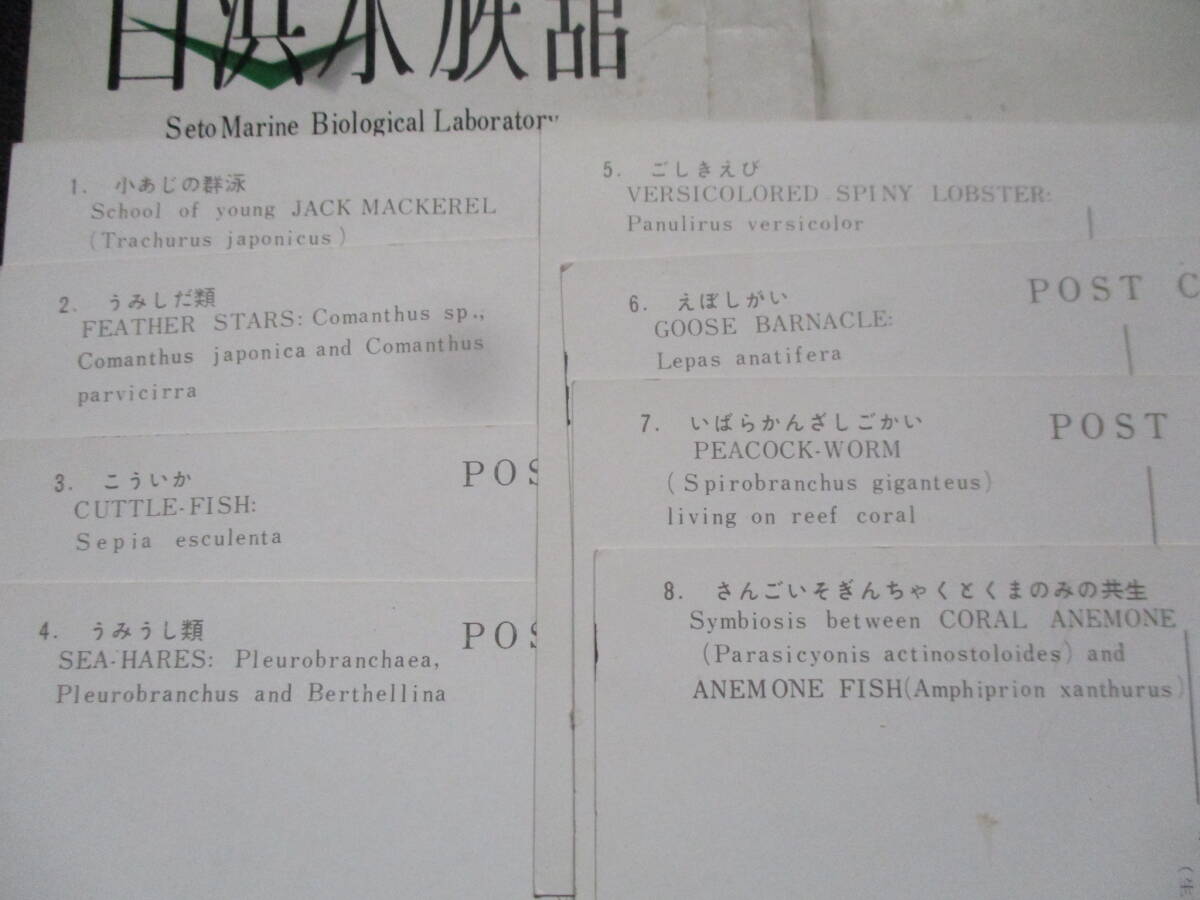 白浜水族館
Seto Marine Biological Laboratory
1. 小あじの群泳
School of young JACK MACKEREL
(Trachurus japonicus)
2. うみしだ類
FEATHER STARS: Comanthus sp.,
Comanthus japonica and Comanthus
parvicirra
3. こういか
POS
CUTTLE-FISH:
Sepia esculenta
4. うみうし類
POS
SEA-HARES: Pleurobranchaea,
Pleurobranchus and Berthellina
5. ごしきえび
VERSICOLORED SPINY LOBSTER:
Panulirus versicolor
6. えぼしがい
POST C
GOOSE BARNACLE:
Lepas anatifera
7. いばらかんざしごかい
POST
PEACOCK-WORM
(Spirobranchus giganteus)
living on reef coral
8. さんごいそぎんちゃくとくまのみの共生
Symbiosis between CORAL ANEMONE
(Parasicyonis actinostoloides) and
ANEMONE FISH(Amphiprion xanthurus)